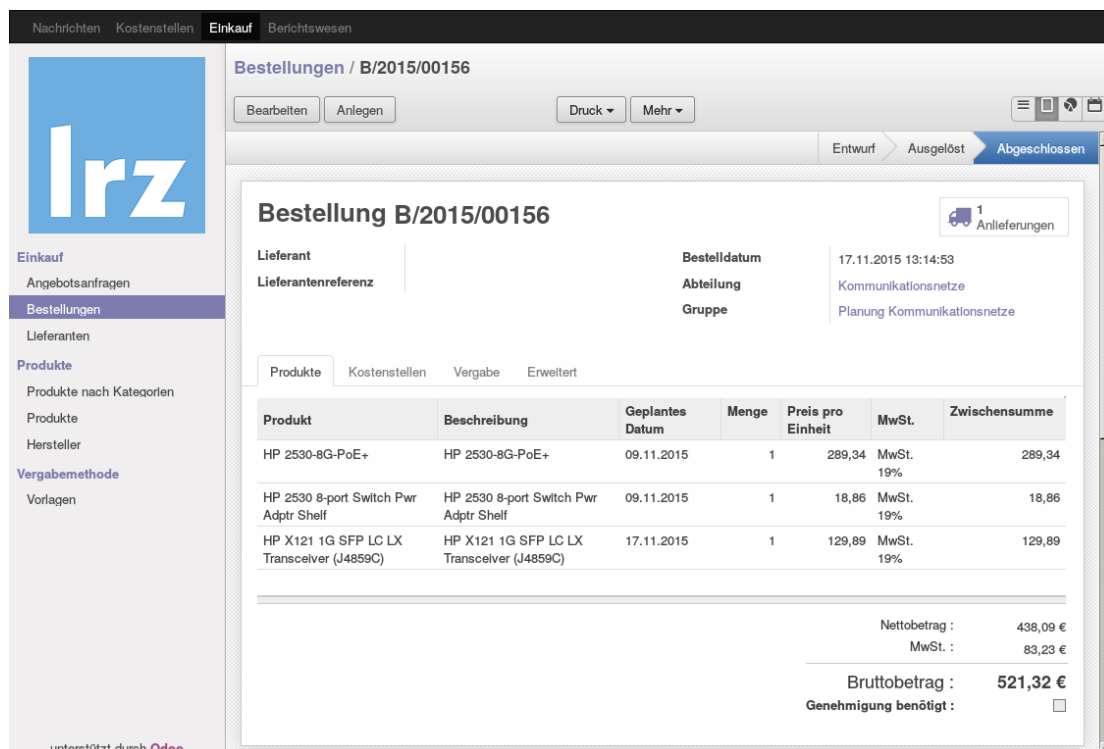 Nachrichten Kostenstellen Einkauf Berichtswesen
lrz
Einkauf
Angebotsanfragen
Bestellungen
Lieferanten
Produkte
Produkte nach Kategorien
Produkte
Hersteller
Vergabemethode
Vorlagen
unterstützt durch Odoo
Bestellungen / B/2015/00156
Bearbeiten Anlegen Druck Mehr
Entwurf Ausgelöst Abgeschlossen
Bestellung B/2015/00156
1
Anlieferungen
Lieferant
Lieferantenreferenz
Bestelldatum 17.11.2015 13:14:53
Abteilung Kommunikationsnetze
Gruppe Planung Kommunikationsnetze
Produkte Kostenstellen Vergabe Erweitert
Produkt Beschreibung Geplantes Datum Menge Preis pro Einheit MwSt. Zwischensumme
HP 2530-8G-PoE+ HP 2530-8G-PoE+ 09.11.2015 1 289,34 MwSt. 19% 289,34
HP 2530 8-port Switch Pwr Adptr Shelf HP 2530 8-port Switch Pwr Adptr Shelf 09.11.2015 1 18,86 MwSt. 19% 18,86
HP X121 1G SFP LC LX Transceiver (J4859C) HP X121 1G SFP LC LX Transceiver (J4859C) 17.11.2015 1 129,89 MwSt. 19% 129,89
Nettobetrag : 438,09 €
MwSt. : 83,23 €
Bruttobetrag : 521,32 €
Genehmigung benötigt :